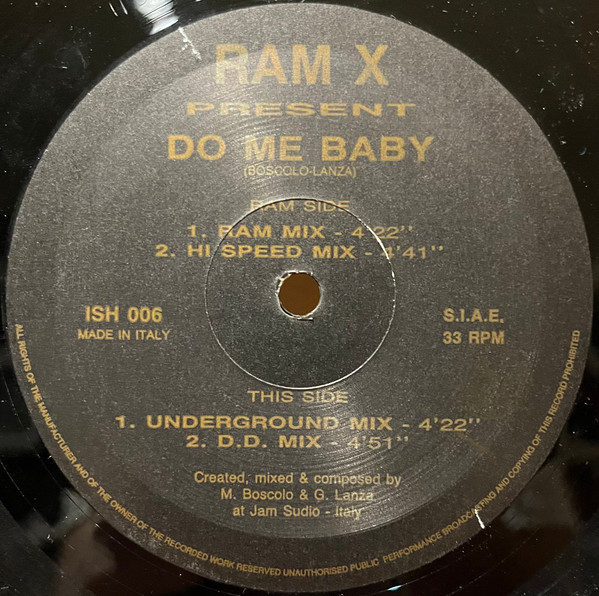 RAM X
PRESENT
DO ME BABY
(BOSCOLO-LANZA)
RAM SIDE
1. RAM MIX - 4'22''
2. HI SPEED MIX - 4'41''
ISH 006
MADE IN ITALY
S.I.A.E.
33 RPM
THIS SIDE
1. UNDERGROUND MIX - 4'22''
2. D.D. MIX - 4'51''
Created, mixed & composed by
M. Boscolo & G. Lanza,
at Jam Sudio - Italy
ALL RIGHTS OF THE MANUFACTURER AND OF THE OWNER OF THE RECORDED WORK RESERVED UNAUTHORISED PUBLIC PERFORMANCE BROADCASTING AND COPYING OF THIS RECORD PROHIBITED